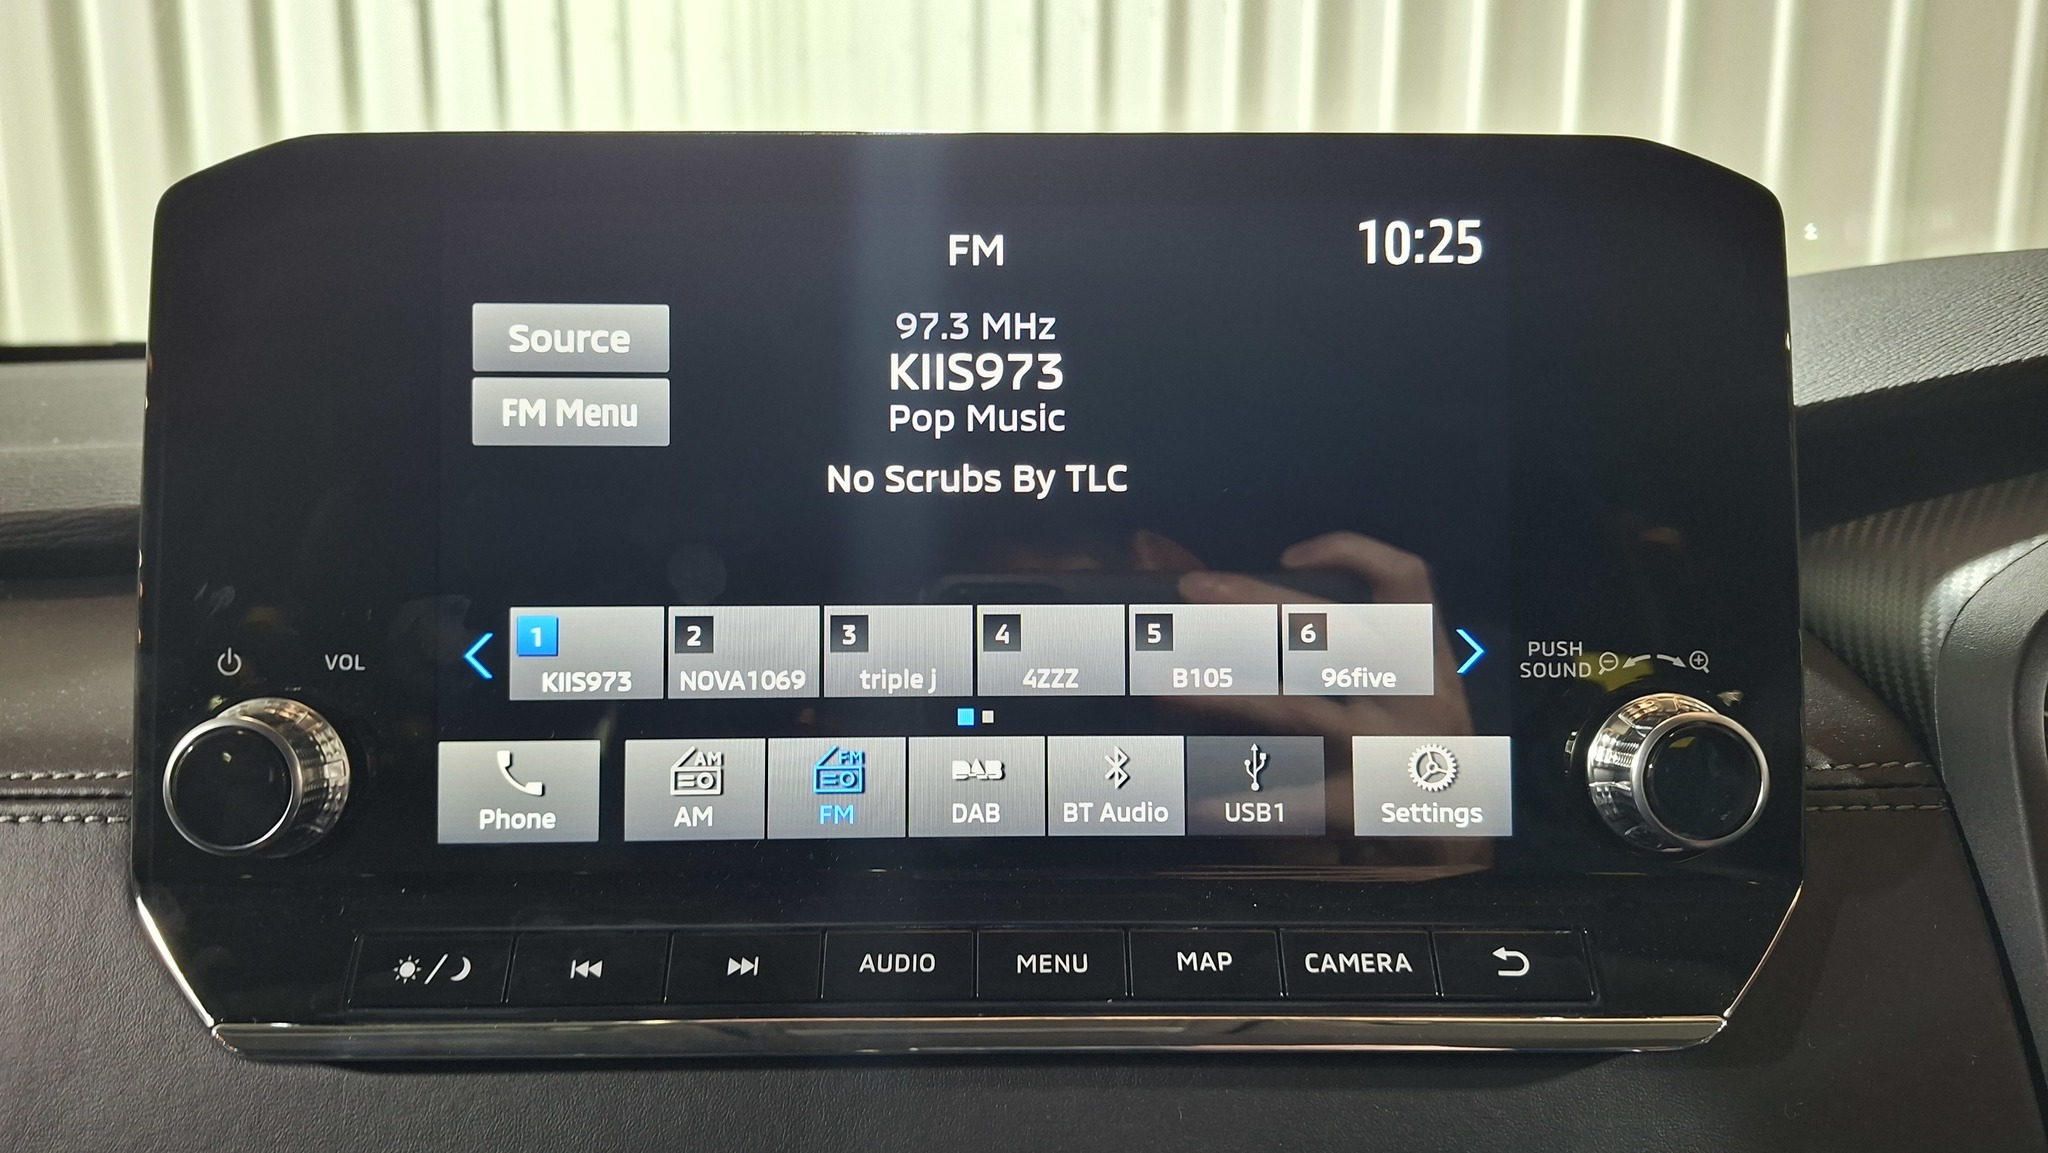 FM
10:25
Source
97.3 MHz
KIIS973
FM Menu
Pop Music
No Scrubs By TLC
1
KIIS973
2
NOVA1069
3
triple j
4
4ZZZ
5
B105
6
96five
VOL
PUSH
SOUND
Phone
AM
AM
FM
FM
DAB
DAB
BT Audio
USB1
Settings
AUDIO
MENU
MAP
CAMERA